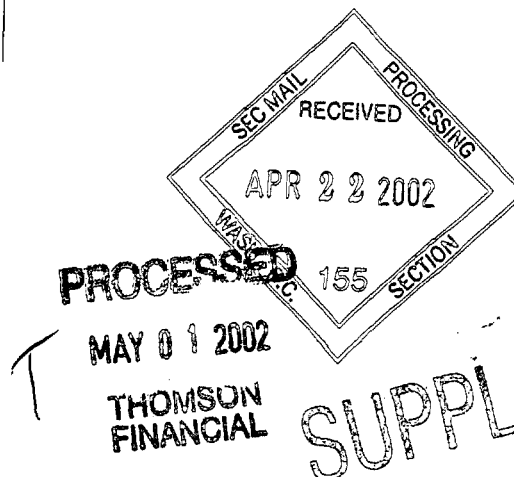 SEC MAIL PROCESSING
RECEIVED
APR 2 2 2002
WASH D.C. 155 SECTION
PROCESSED
MAY 0 1 2002
THOMSON
FINANCIAL
SUPPL